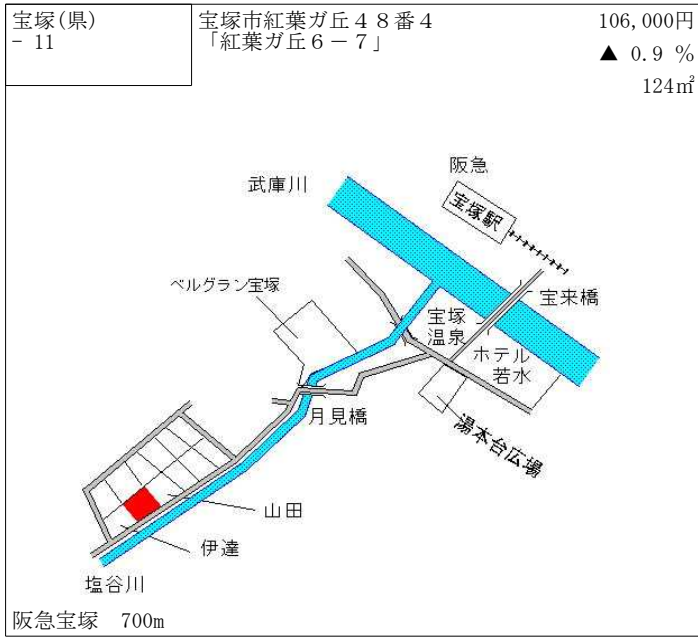 宝塚(県)
- 11
宝塚市紅葉ガ丘４８番４
「紅葉ガ丘６－７」
106,000円
▲ 0.9 %
124㎡
阪急
武庫川
宝塚駅
ベルグラン宝塚
宝来橋
宝塚
温泉
ホテル
若水
月見橋
湯本台広場
山田
伊達
塩谷川
阪急宝塚　700m